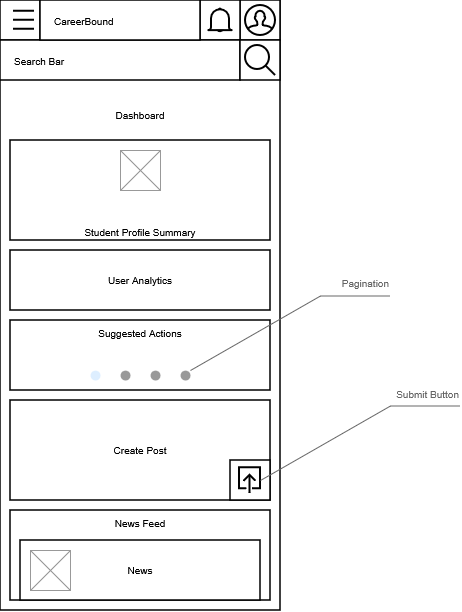 CareerBound
Search Bar
Dashboard
Student Profile Summary
User Analytics
Pagination
Suggested Actions
Submit Button
Create Post
News Feed
News